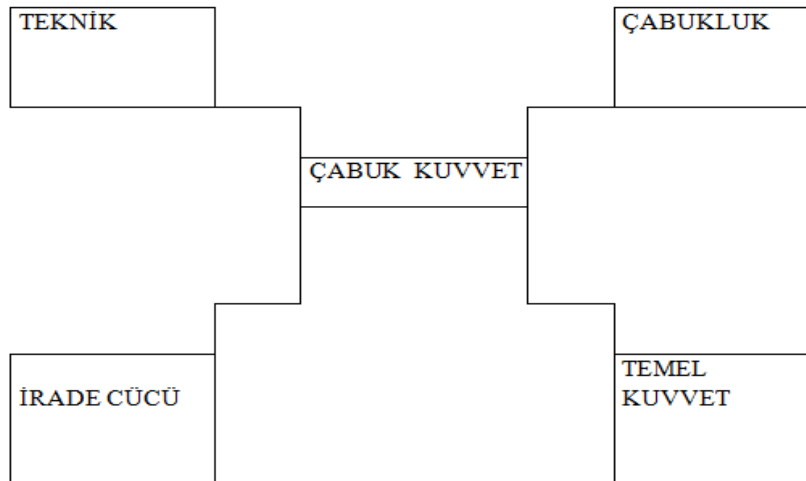 TEKNİK
ÇABUKLUK
ÇABUK KUVVET
İRADE CÜCÜ
TEMEL
KUVVET